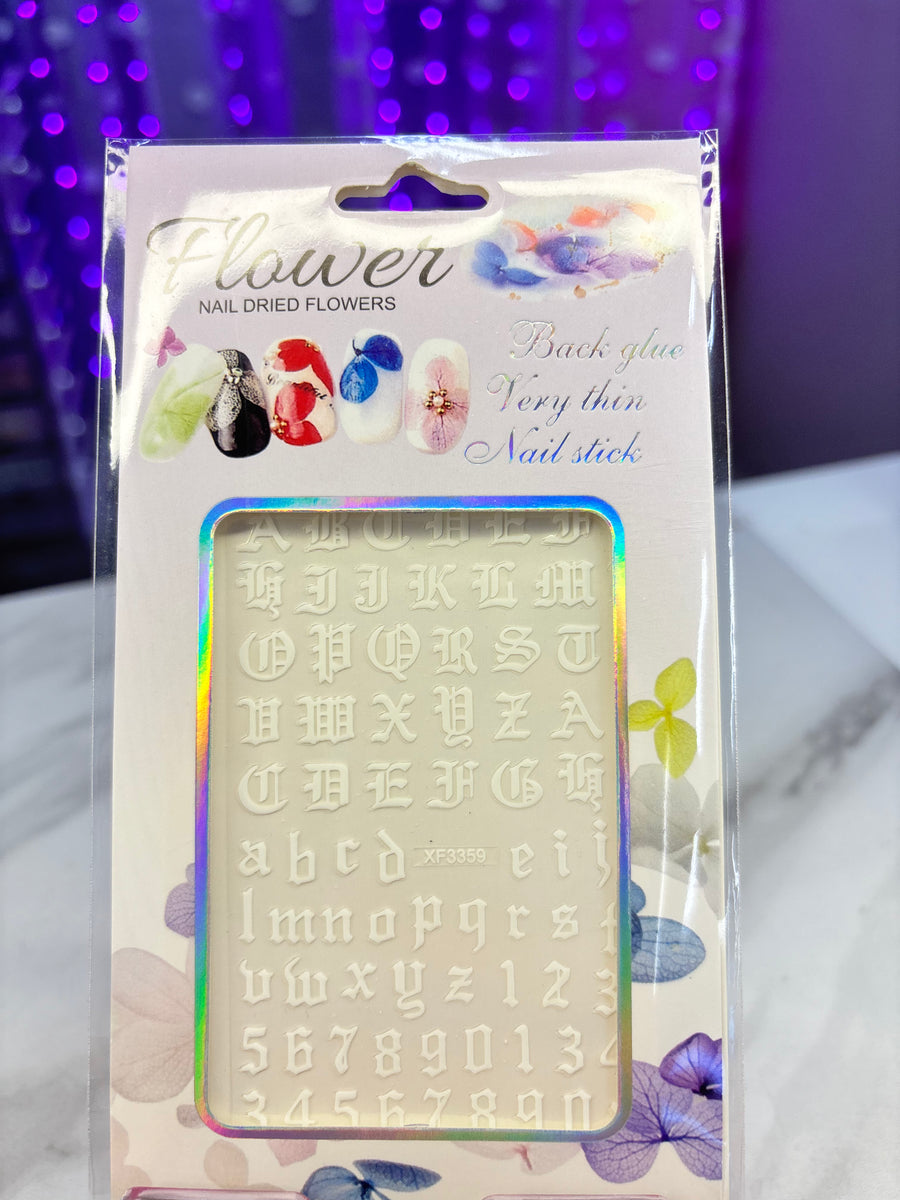 Flower
NAIL DRIED FLOWERS
Back glue
Very thin
Nail stick
A B C D E F
H I J K L M
O P Q R S T
V W X Y Z A
C D E F G H
a b c d XF3359 e i j
l m n o p q r s t
v w x y z 1 2 3
5 6 7 8 9 0 1 3 4
3 4 5 6 7 8 9 0